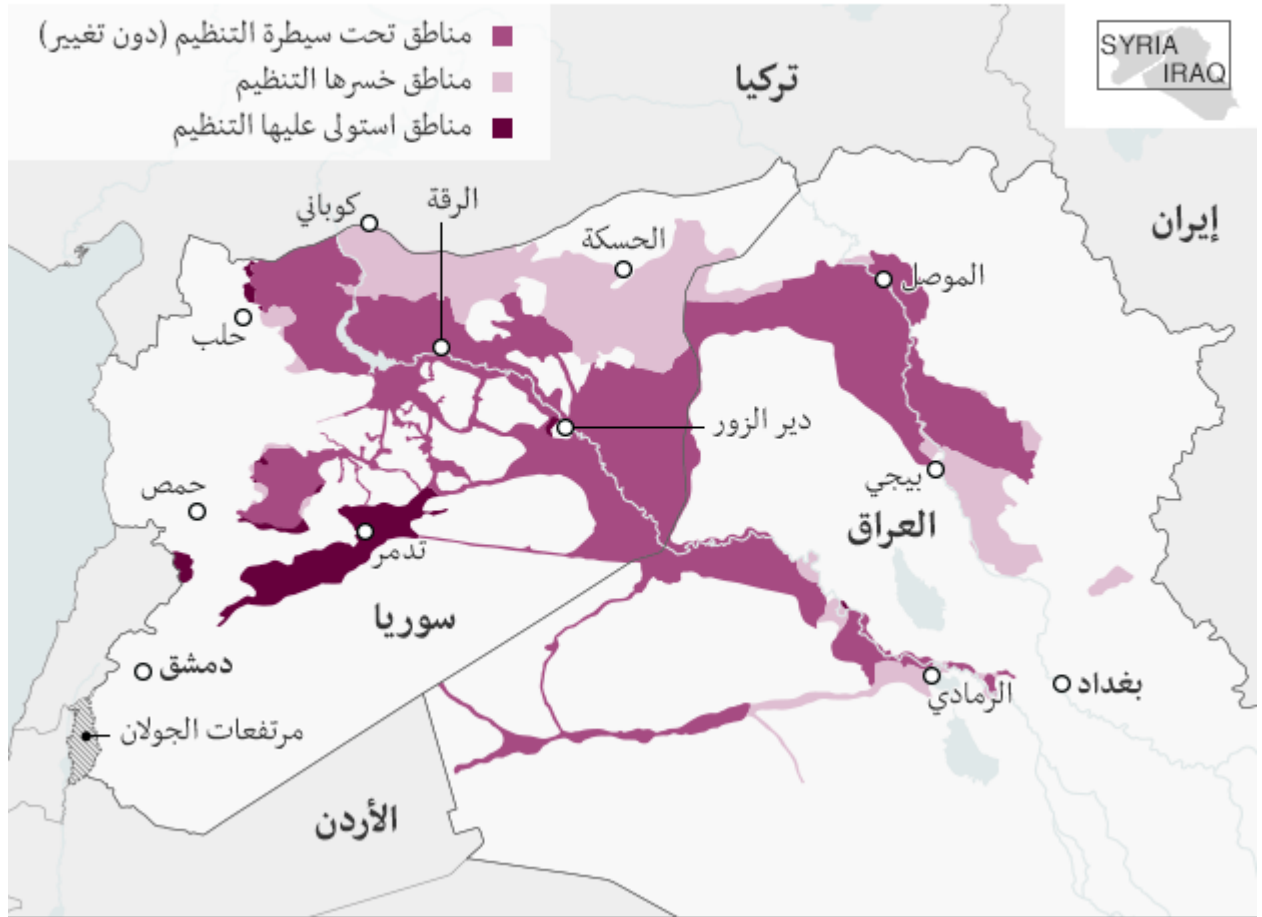 مناطق تحت سيطرة التنظيم (دون تغيير)
مناطق خسرها التنظيم
مناطق استولى عليها التنظيم
SYRIA
IRAQ
تركيا
إيران
كوباني
الرقة
الحسكة
الموصل
حلب
دير الزور
بيجي
حمص
العراق
تدمر
سوريا
دمشق
الرمادي
بغداد
مرتفعات الجولان
الأردن